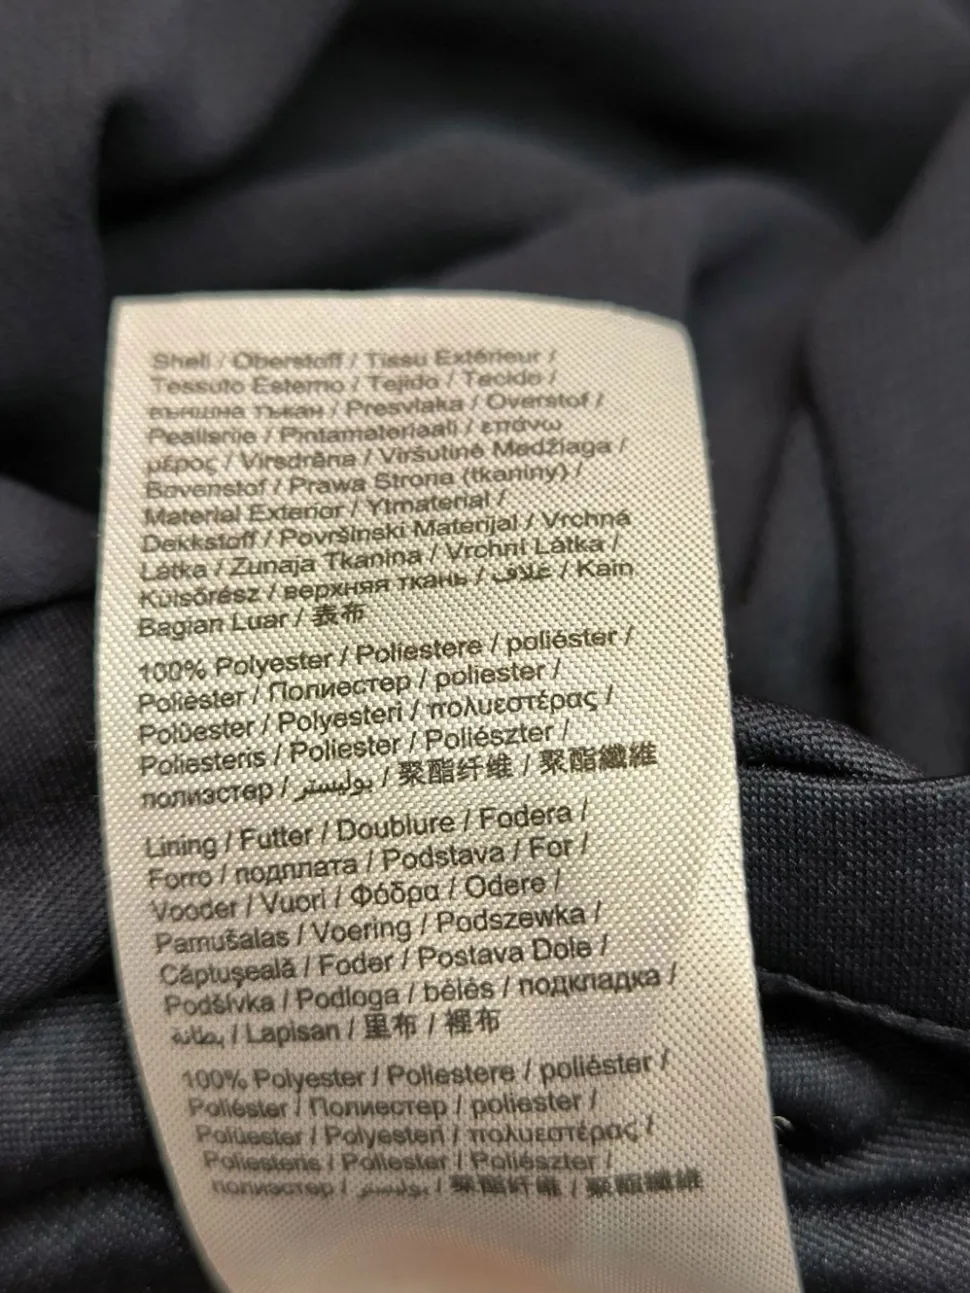 Shell / Oberstoff / Tissu Extérieur /
Tessuto Esterno / Tejido / Tecido /
външна тъкан / Presvlaka / Overstof /
Pealisriie / Pintamateriaali / επάνω
μέρος / Virsdrāna / Viršutinė Medžiaga /
Bovenstof / Prawa Strona (tkaniny) /
Material Exterior / Ytmaterial /
Dekkstoff / Površinski Materijal / Vrchná
Látka / Zunaja Tkanina / Vrchní Látka /
Külsőrész / верхняя ткань / غلاف / Kain
Bagian Luar / 表布
100% Polyester / Poliestere / poliéster /
Poliėster / Полиестер / poliester /
Polüester / Polyesteri / πολυεστέρας /
Poliesteris / Poliester / Poliészter /
полиэстер / بوليستر / 聚酯纤维 / 聚酯纖維
Lining / Futter / Doublure / Fodera /
Forro / подплата / Podstava / For /
Vooder / Vuori / Φόδρα / Odere /
Pamušalas / Voering / Podszewka /
Căptuşeală / Foder / Postava Dole /
Podšívka / Podloga / bélés / подкладка /
بطانة / Lapisan / 里布 / 裡布
100% Polyester / Poliestere / poliéster /
Poliėster / Полиестер / poliester /
Polüester / Polyesteri / πολυεστέρας /
Poliesteris / Poliester / Poliészter /
полиэстер / بوليستر / 聚酯纤维 / 聚酯纖維